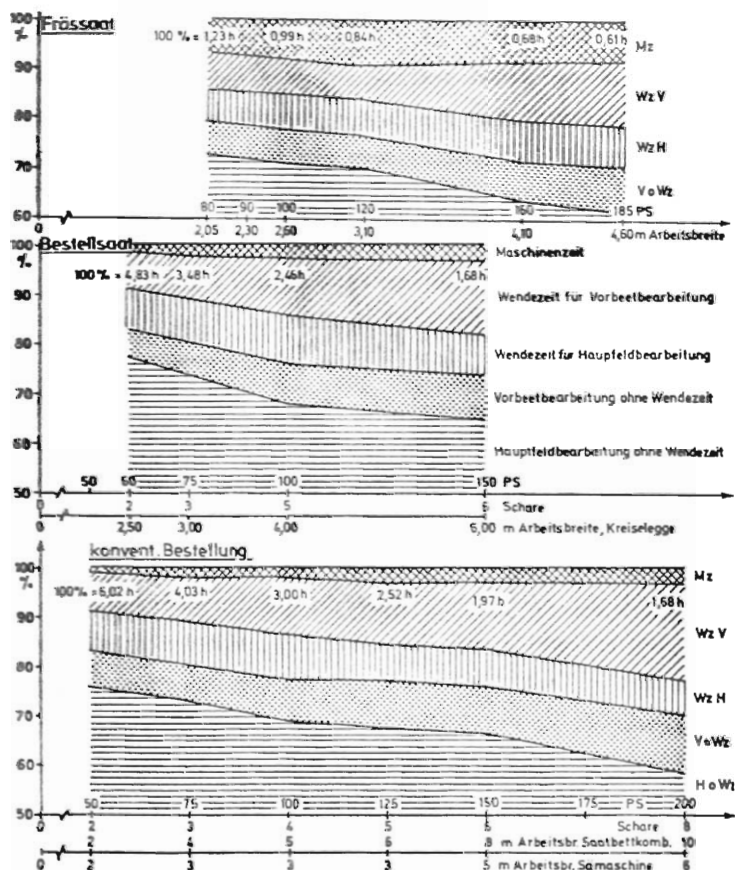 100
%
Frässaat
100 % = 1,23 h 0,99 h 0,84 h 0,68 h 0,61 h
Mz
90
Wz V
80
Wz H
70
V o Wz
60
80 90 100 120 160 185 PS
0 2,05 2,30 2,60 3,10 4,10 4,60 m Arbeitsbreite
100
%
Bestellsaat
Maschinenzeit
100 % = 4,83 h 3,48 h 2,46 h 1,68 h
90
Wendezeit für Vorbeetbearbeitung
80
Wendezeit für Hauptfeldbearbeitung
70
Vorbeetbearbeitung ohne Wendezeit
60
Hauptfeldbearbeitung ohne Wendezeit
50
50 60 75 100 150 PS
0 2 3 5 Schare
0 2,50 3,00 4,00 6,00 m Arbeitsbreite, Kreiselegge
konvent. Bestellung
100
%
Mz
100% = 6,02 h 4,03 h 3,00 h 2,52 h 1,97 h 1,68 h
90
Wz V
80
Wz H
70
V o Wz
60
H o Wz
50
50 75 100 125 150 175 PS 200
0 2 3 4 5 Schare 8
2 3 4 m Arbeitsbr. Saatbettkomb. 10
0 2 3 3 5 m Arbeitsbr. Sämaschine 6